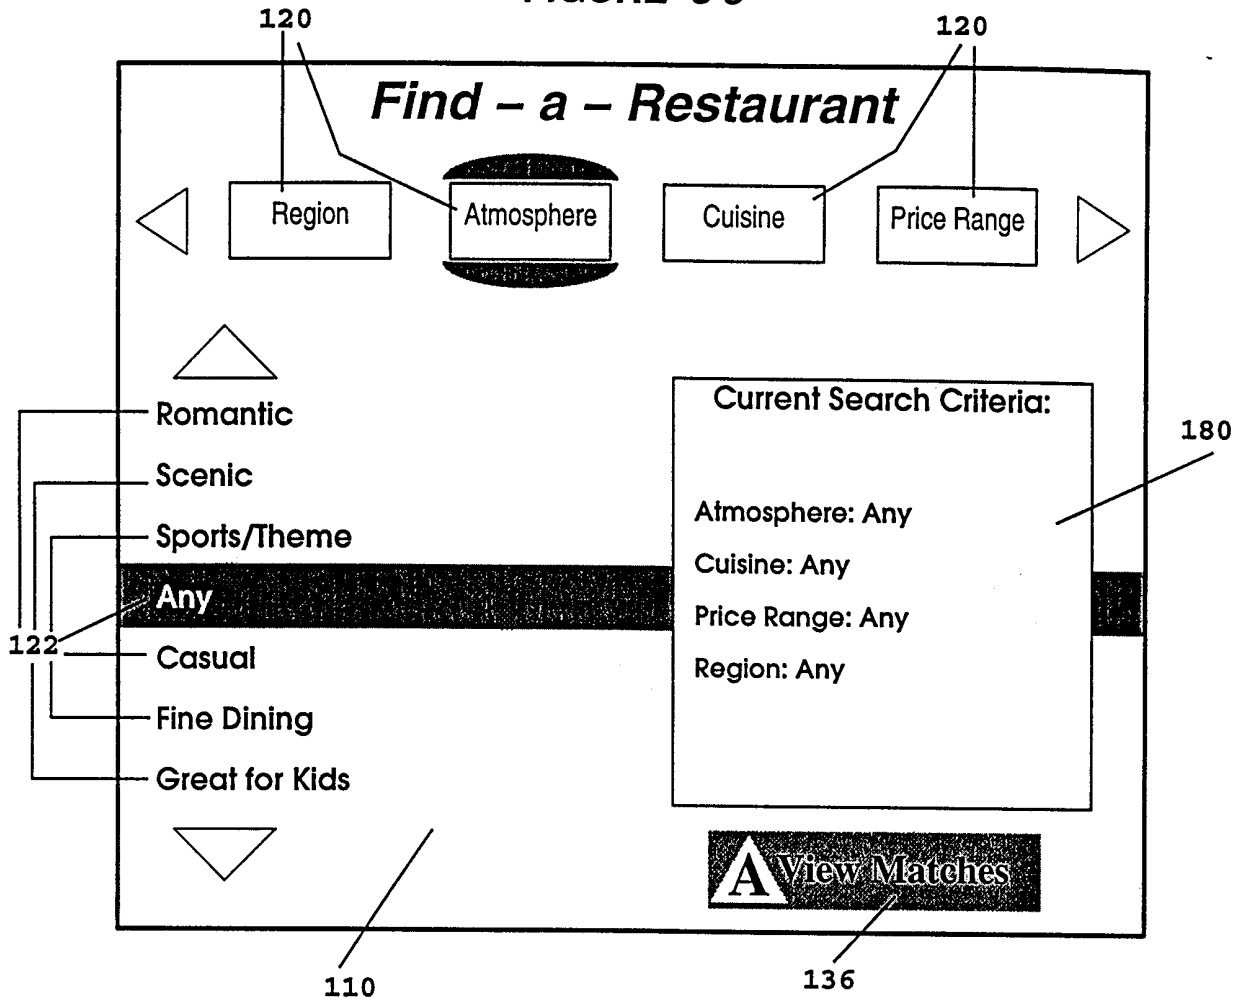 120
120
Find – a – Restaurant
Region
Atmosphere
Cuisine
Price Range
Romantic
Scenic
Sports/Theme
Any
Casual
Fine Dining
Great for Kids
122
Current Search Criteria:
Atmosphere: Any
Cuisine: Any
Price Range: Any
Region: Any
180
A View Matches
110
136